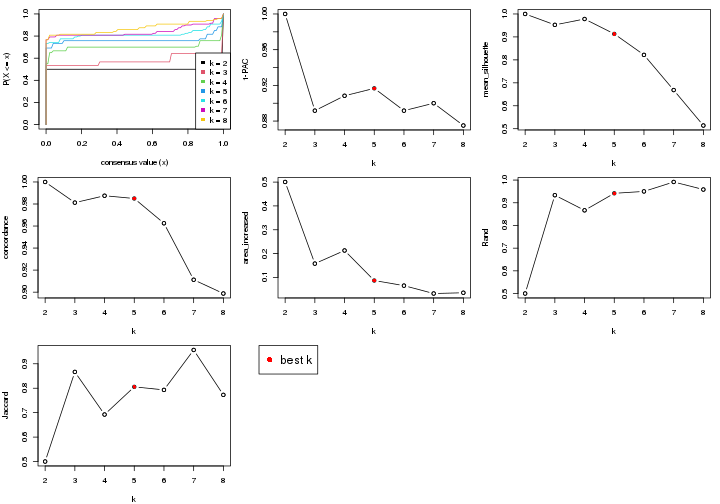 P(X <= x)
0.0 0.2 0.4 0.6 0.8 1.0
0.0 0.2 0.4 0.6 0.8 1.0
consensus value (x)
k = 2
k = 3
k = 4
k = 5
k = 6
k = 7
k = 8
1-PAC
0.88 0.92 0.96 1.00
2 3 4 5 6 7 8
k
mean_silhouette
0.5 0.6 0.7 0.8 0.9 1.0
2 3 4 5 6 7 8
k
concordance
0.90 0.92 0.94 0.96 0.98 1.00
2 3 4 5 6 7 8
k
area_increased
0.1 0.2 0.3 0.4 0.5
2 3 4 5 6 7 8
k
Rand
0.5 0.6 0.7 0.8 0.9 1.0
2 3 4 5 6 7 8
k
Jaccard
0.5 0.6 0.7 0.8 0.9
2 3 4 5 6 7 8
k
best k